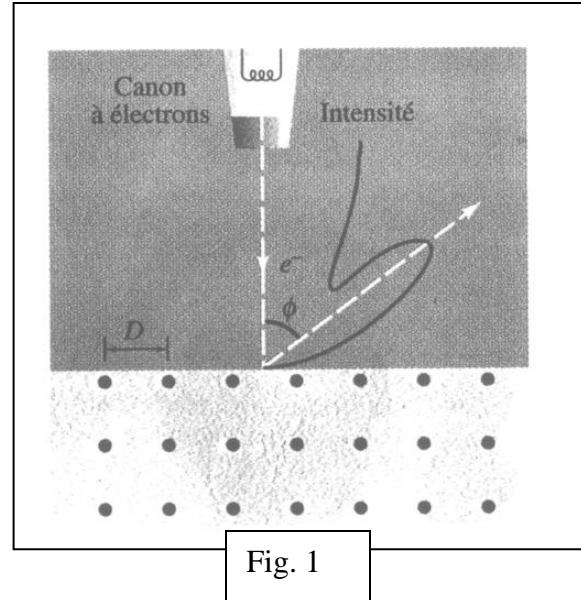 Canon
à électrons
Intensité
e⁻
ϕ
D
Fig. 1